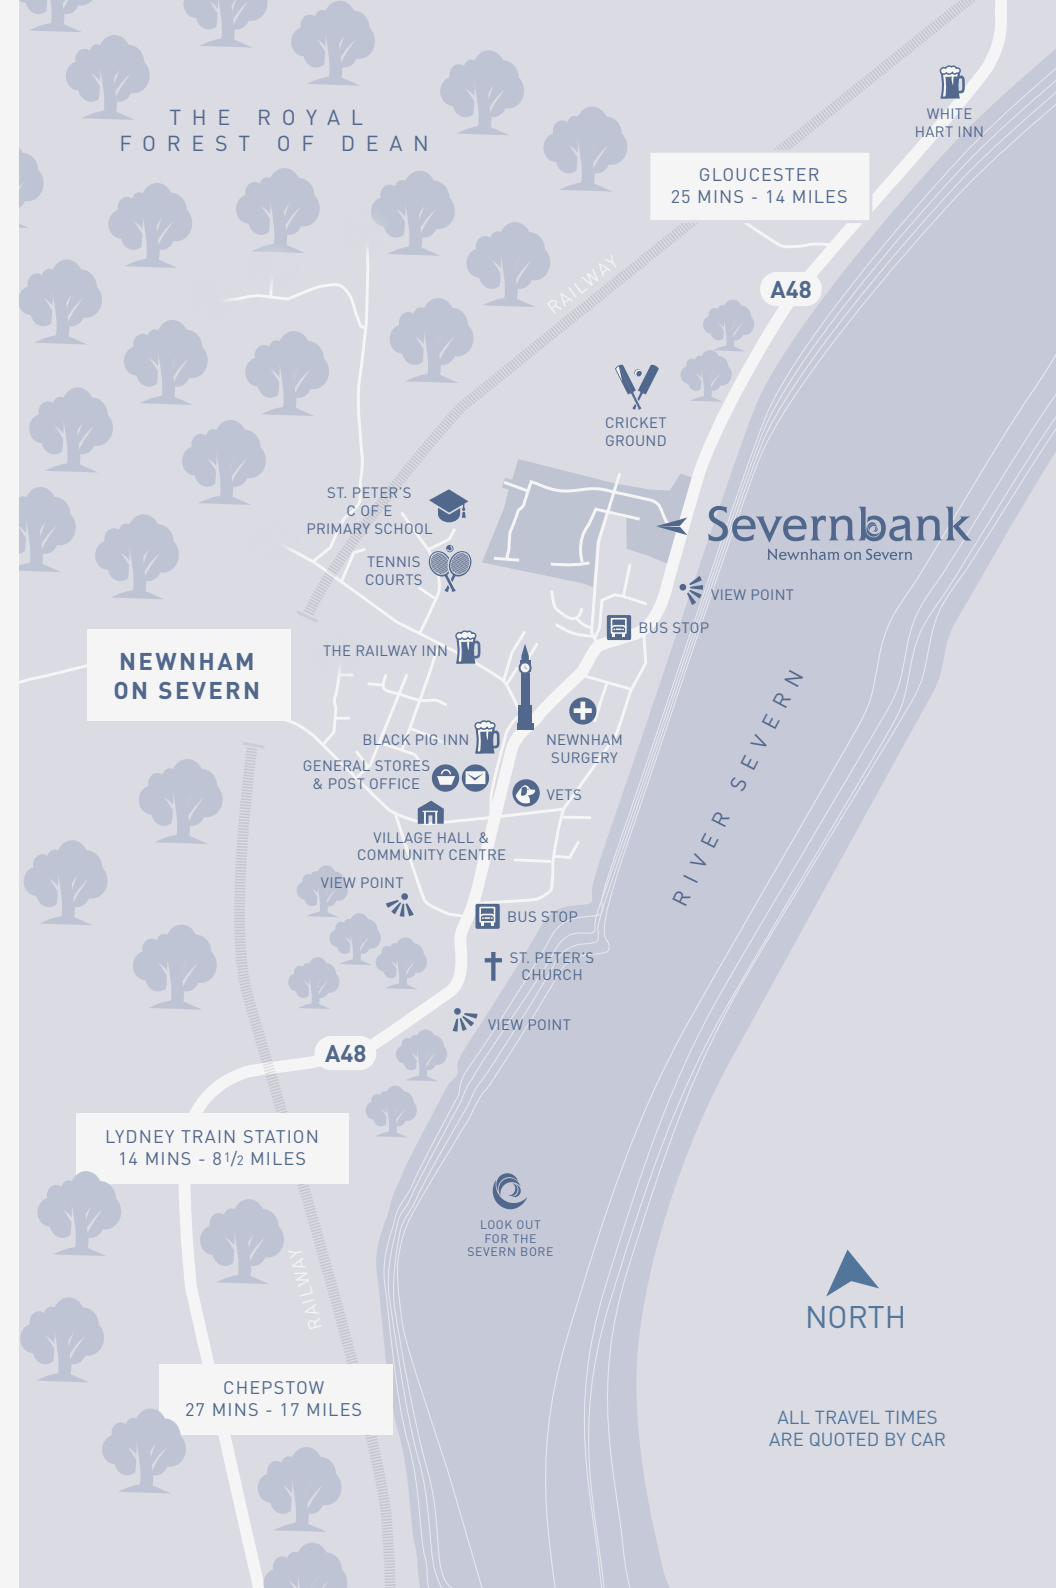 THE ROYAL
FOREST OF DEAN
WHITE
HART INN
GLOUCESTER
25 MINS - 14 MILES
RAILWAY
A48
CRICKET
GROUND
ST. PETER'S
C OF E
PRIMARY SCHOOL
Severnbank
Newnham on Severn
TENNIS
COURTS
VIEW POINT
BUS STOP
THE RAILWAY INN
NEWNHAM
ON SEVERN
RIVER SEVERN
BLACK PIG INN
NEWNHAM
SURGERY
GENERAL STORES
& POST OFFICE
VETS
VILLAGE HALL &
COMMUNITY CENTRE
VIEW POINT
BUS STOP
ST. PETER'S
CHURCH
VIEW POINT
A48
LYDNEY TRAIN STATION
14 MINS - 8 1/2 MILES
LOOK OUT
FOR THE
SEVERN BORE
RAILWAY
NORTH
CHEPSTOW
27 MINS - 17 MILES
ALL TRAVEL TIMES
ARE QUOTED BY CAR